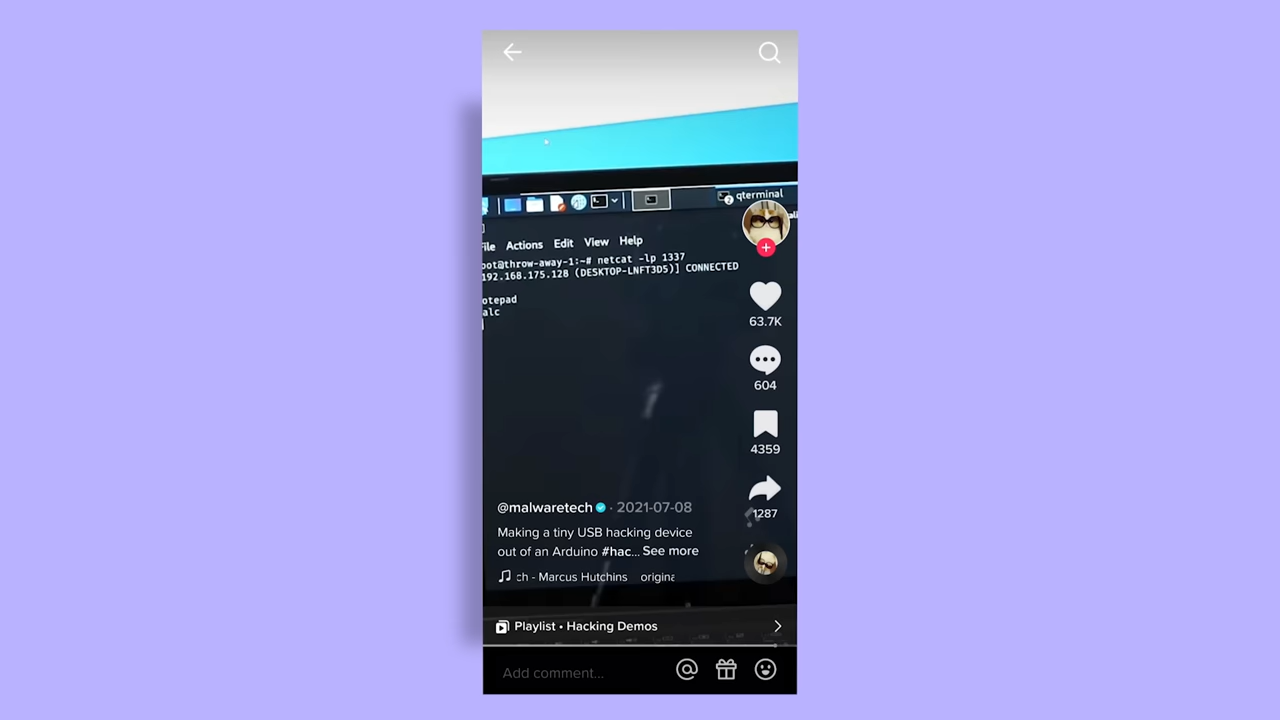 qterminal
File Actions Edit View Help
oot@throw-away-1:~# netcat -lp 1337
192.168.175.128 (DESKTOP-LNFT3D5)] CONNECTED
otepad
alc
63.7K
604
4359
1287
@malwaretech · 2021-07-08
Making a tiny USB hacking device
out of an Arduino #hac... See more
ch - Marcus Hutchins origina
Playlist • Hacking Demos
Add comment...